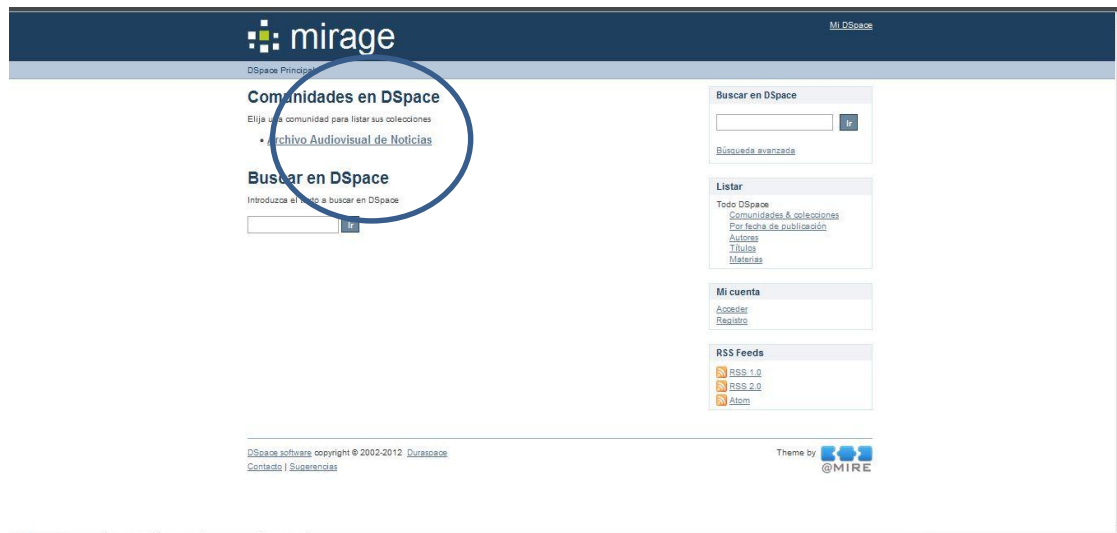 mirage
Mi DSpace
DSpace Principal
Comunidades en DSpace
Elija una comunidad para listar sus colecciones
Archivo Audiovisual de Noticias
Buscar en DSpace
Introduzca el texto a buscar en DSpace
Ir
Buscar en DSpace
Ir
Búsqueda avanzada
Listar
Todo DSpace
Comunidades & colecciones
Por fecha de publicación
Autores
Títulos
Materias
Mi cuenta
Acceder
Registro
RSS Feeds
RSS 1.0
RSS 2.0
Atom
DSpace software copyright © 2002-2012 Duraspace
Contacto | Sugerencias
Theme by
@MIRE